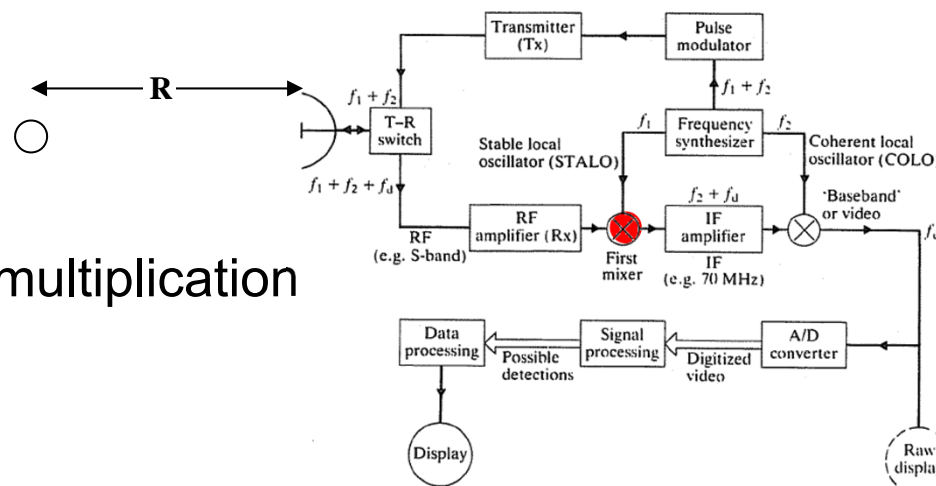 Transmitter
(Tx)
Pulse
modulator
R
f₁ + f₂
f₁ + f₂
T–R
switch
f₁
Frequency
synthesizer
f₂
Stable local
oscillator (STALO)
Coherent local
oscillator (COLO
f₁ + f₂ + f_d
f₂ + f_d
'Baseband'
or video
RF
amplifier (Rx)
IF
amplifier
RF
(e.g. S-band)
First
mixer
IF
(e.g. 70 MHz)
multiplication
Data
processing
Possible
detections
Signal
processing
Digitized
video
A/D
converter
Display
Raw
displa